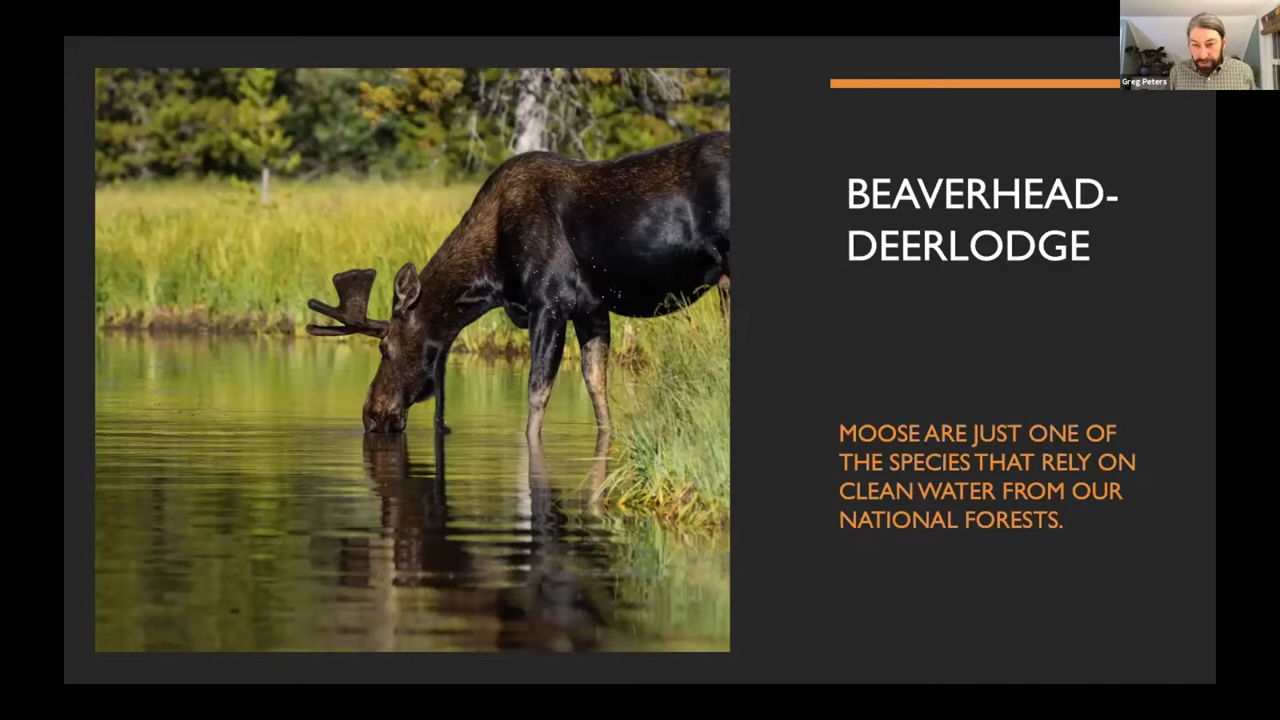 Greg Peters
BEAVERHEAD-
DEERLODGE
MOOSE ARE JUST ONE OF
THE SPECIES THAT RELY ON
CLEAN WATER FROM OUR
NATIONAL FORESTS.